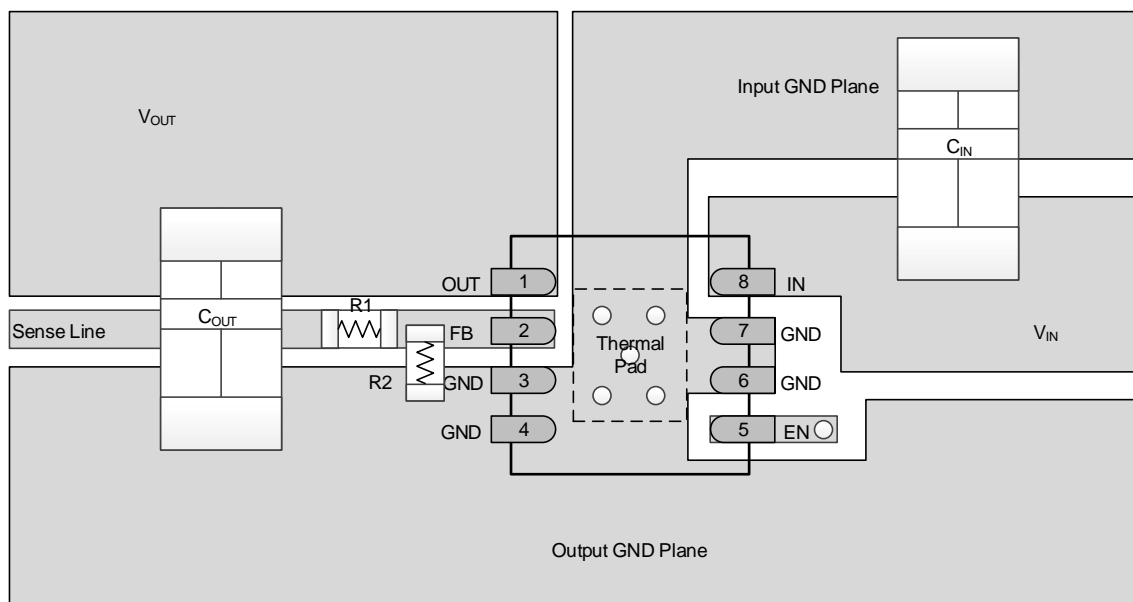 Input GND Plane
VOUT
CIN
OUT 1 8 IN
R1
COUT
Sense Line FB 2 7 GND
Thermal
Pad
VIN
R2 GND 3 6 GND
GND 4 5 EN
Output GND Plane